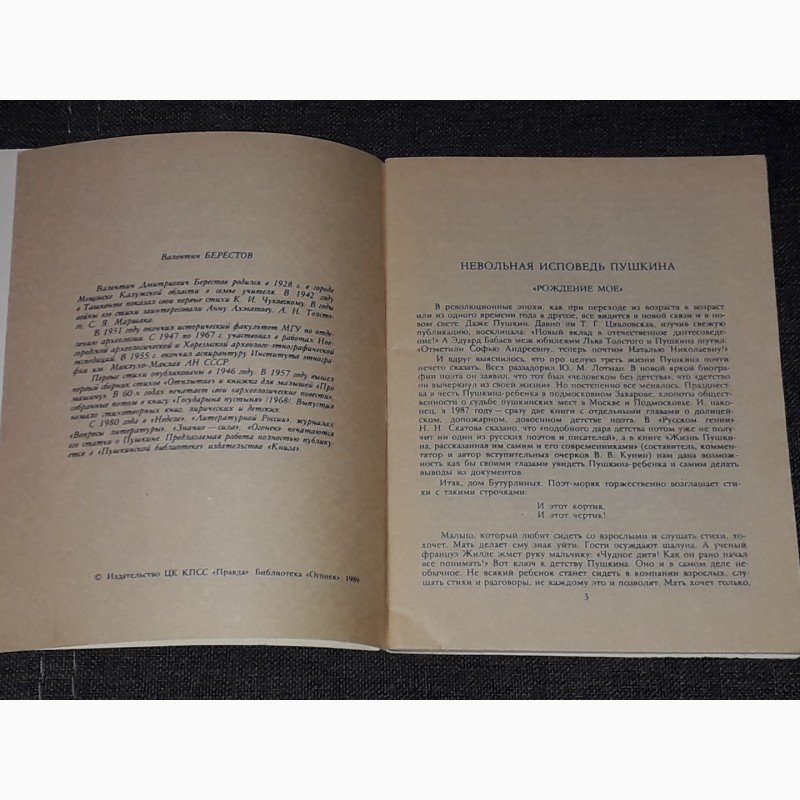 Валентин БЕРЕСТОВ
Валентин Дмитриевич Берестов родился в 1928 г. в городе
Мещовске Калужской области в семье учителя. В 1942 году
в Ташкенте показал свои первые стихи К. И. Чуковскому. В годы
войны его стихи заинтересовали Анну Ахматову, А. Н. Толсто-
го, С. Я. Маршака.
В 1951 году окончил исторический факультет МГУ по отде-
лению археологии. С 1947 по 1967 г. участвовал в работах Нов-
городской археологической и Хорезмской археолого-этнографической
экспедиций. В 1955 г. окончил аспирантуру Института этногра-
фии им. Миклухо-Маклая АН СССР.
Первые стихи опубликованы в 1946 году. В 1957 году вышел
первый сборник стихов «Отплытие» и книжка для малышей «Про
машину». В 60-х годах печатает свои «археологические повести»,
собранные потом в книгу «Государыня пустыня» /1968/. Выпустил
немало стихотворных книг, лирических и детских.
С 1980 года в «Неделе», «Литературной России», журналах
«Вопросы литературы», «Знание — сила», «Огонек» печатаются
его статьи о Пушкине. Предлагаемая работа полностью публику-
ется в «Пушкинской библиотеке» издательства «Книга».
© Издательство ЦК КПСС «Правда». Библиотека «Огонек» 1989
НЕВОЛЬНАЯ ИСПОВЕДЬ ПУШКИНА
«РОЖДЕНИЕ МОЕ»
В революционные эпохи, как при переходе из возраста в возраст
или из одного времени года в другое, все видится в новой связи и в но-
вом свете. Даже Пушкин. Давно ли Т. Г. Цявловская, изучив свежую
публикацию, восклицала: «Новый вклад в отечественное дантесоведе-
ние!» А Эдуард Бабаев меж юбилеями Льва Толстого и Пушкина шутил:
«Отметили Софью Андреевну, теперь почтим Наталью Николаевну!»
И вдруг выяснилось, что про целую треть жизни Пушкина почти
нечего сказать. Всех раззадорил Ю. М. Лотман. В новой яркой биогра-
фии поэта он заявил, что тот был «человеком без детства», что «детство
он вычеркнул из своей жизни». Но постепенно все менялось. Празднест-
ва в честь Пушкина-ребенка в подмосковном Захарове, хлопоты общест-
венности о судьбе пушкинских мест в Москве и Подмосковье. И, нако-
нец, в 1987 году — сразу две книги с отдельными главами о долицей-
ском, допожарном, довоенном детстве поэта. В «Русском гении»
Н. Н. Скатова сказано, что «подобного дара детства потом уже не полу-
чит ни один из русских поэтов и писателей», а в книге «Жизнь Пушки-
на, рассказанная им самим и его современниками» (составитель, коммен-
татор и автор вступительных очерков В. В. Кунин) нам дана возмож-
ность как бы своими глазами увидеть Пушкина-ребенка и самим делать
выводы из документов.
Итак, дом Бутурлиных. Поэт-моряк торжественно возглашает сти-
хи с такими строчками:
И этот кортик,
И этот чертик!
Малыш, который любит сидеть со взрослыми и слушать стихи, хо-
хочет. Мать делает ему знак уйти. Гости осуждают шалуна. А ученый
француз Жилле жмет руку мальчику: «Чудное дитя! Как он рано начал
все понимать!» Вот ключ к детству Пушкина. Оно и в самом деле не-
обычное. Не всякий ребенок станет сидеть в компании взрослых, слу-
шать стихи и разговоры, не каждому это и позволят. Мать хочет только,
3